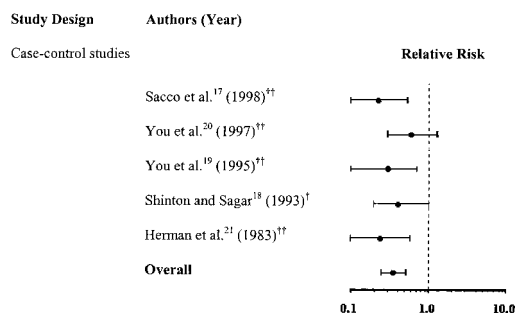 Study Design Authors (Year)
Case-control studies Relative Risk
Sacco et al.17 (1998)‡†
You et al.20 (1997)††
You et al.19 (1995)††
Shinton and Sagar18 (1993)†
Herman et al.21 (1983)††
Overall
0.1 1.0 10.0